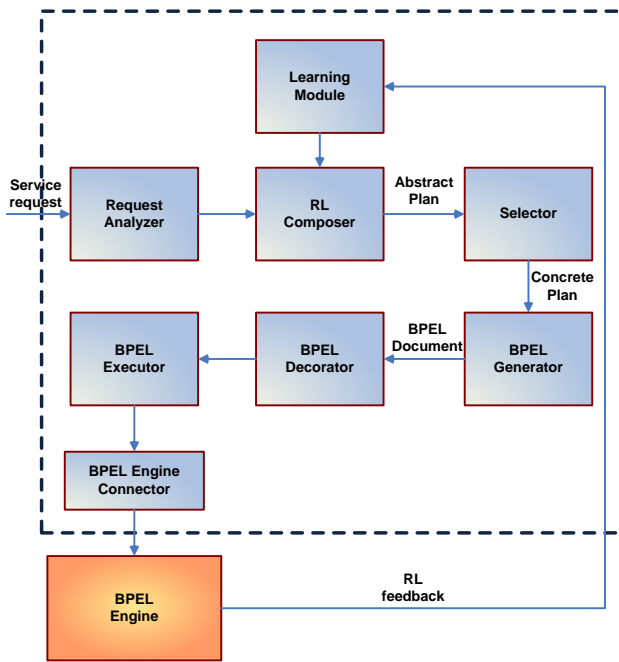 Learning
Module
Service
request
Request
Analyzer
RL
Composer
Abstract
Plan
Selector
Concrete
Plan
BPEL
Executor
BPEL
Decorator
BPEL
Document
BPEL
Generator
BPEL Engine
Connector
BPEL
Engine
RL
feedback